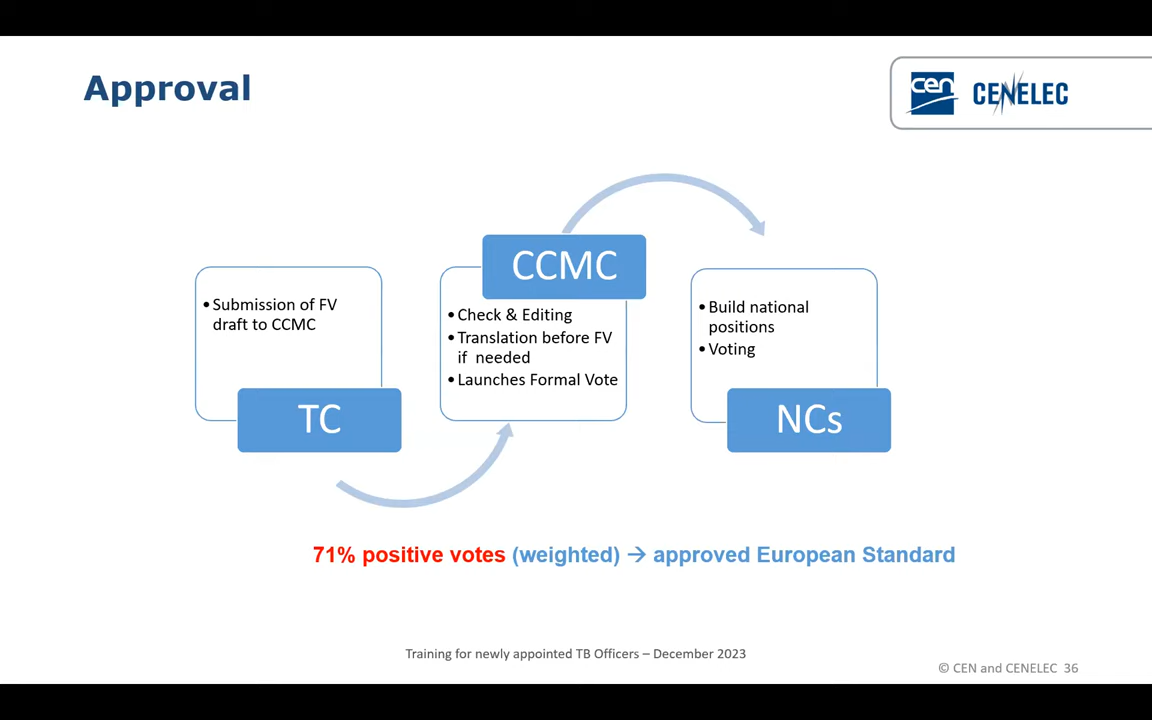 Approval
cen
CENELEC
CCMC
• Submission of FV
draft to CCMC
• Check & Editing
• Translation before FV
if needed
• Launches Formal Vote
• Build national
positions
• Voting
TC
NCs
71% positive votes (weighted) → approved European Standard
Training for newly appointed TB Officers – December 2023
© CEN and CENELEC 36